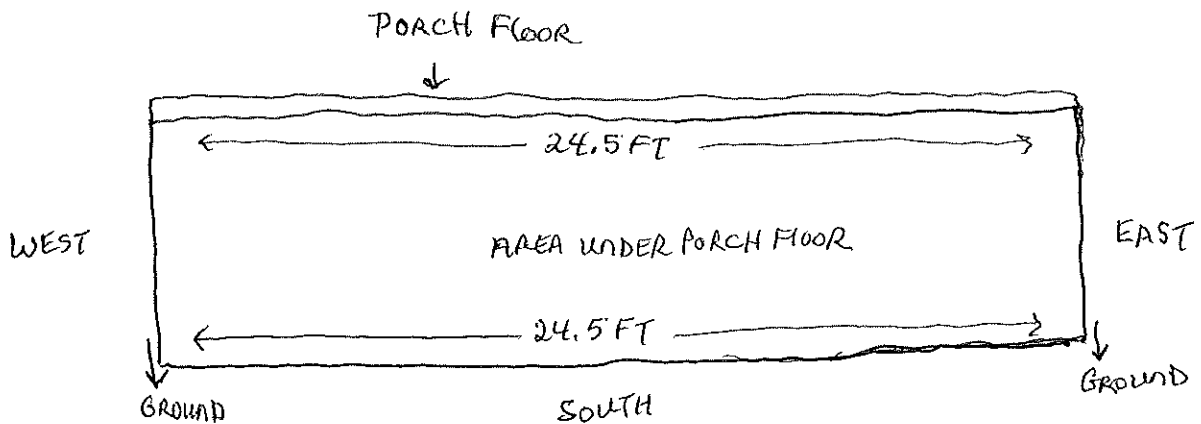 PORCH FLOOR
24.5 FT
WEST
AREA UNDER PORCH FLOOR
EAST
24.5 FT
GROUND
SOUTH
GROUND